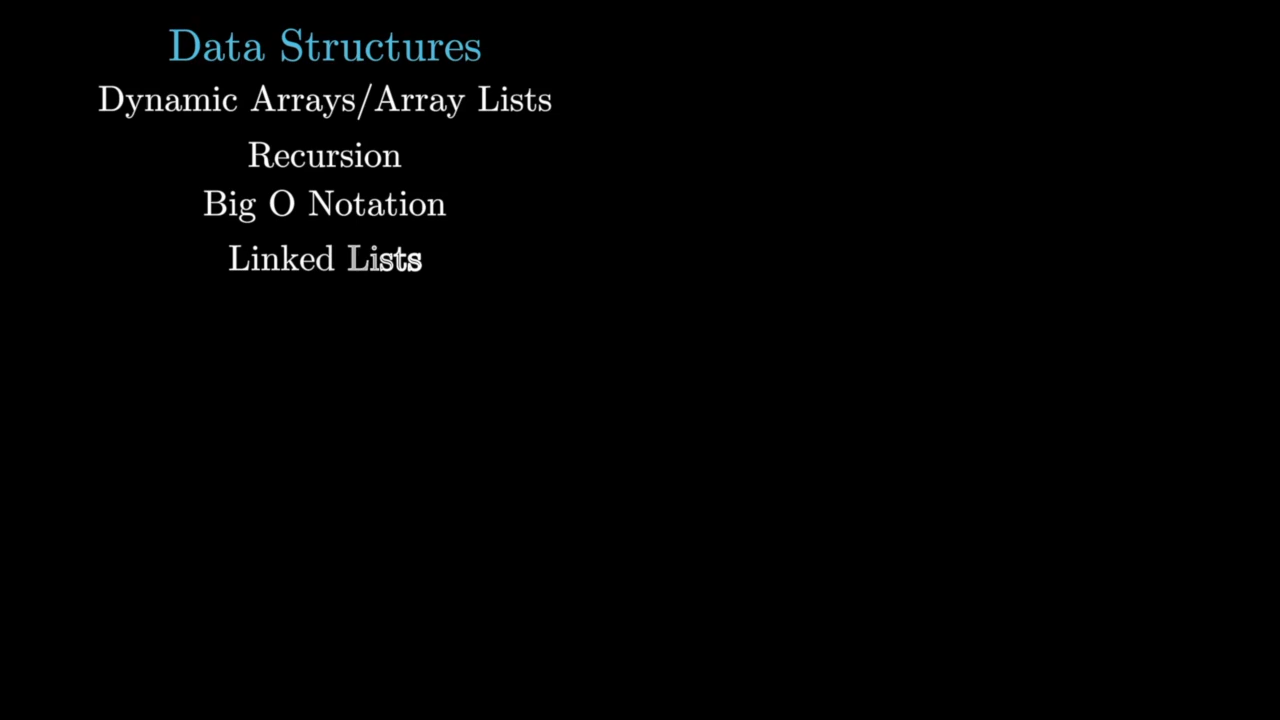 Data Structures
Dynamic Arrays/Array Lists
Recursion
Big O Notation
Linked Lists